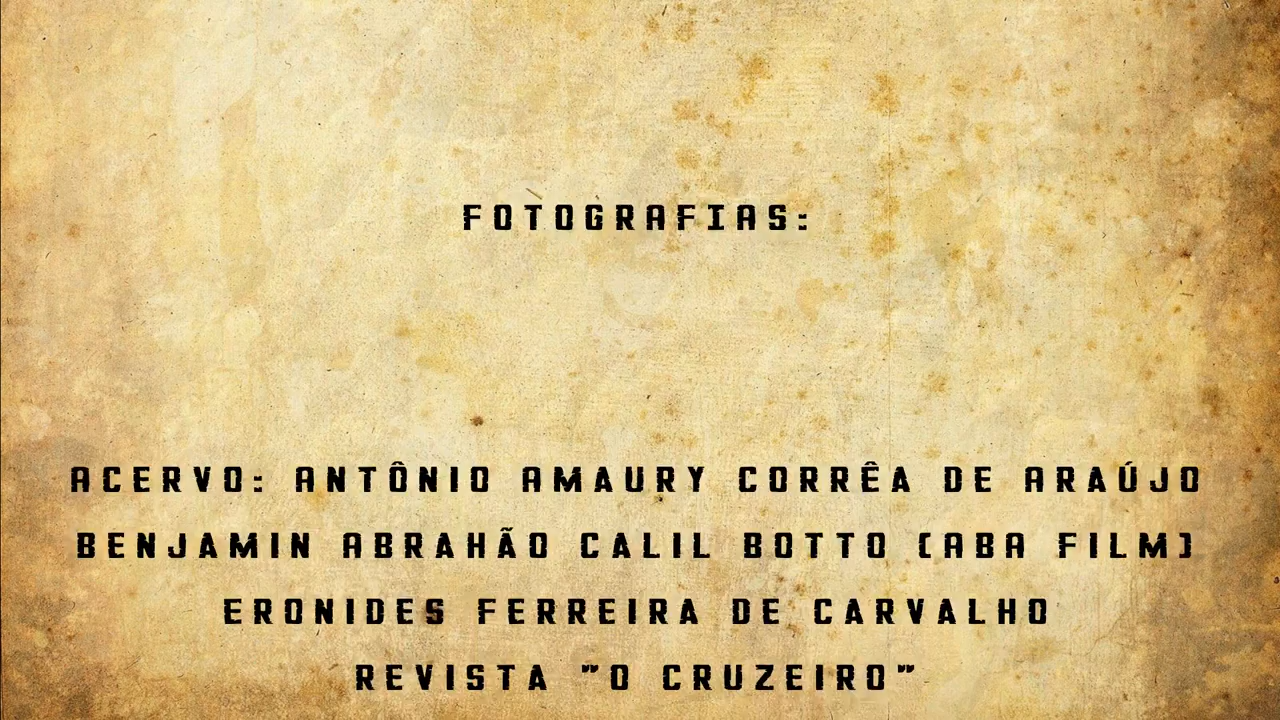 FOTOGRAFIAS:
ACERVO: ANTÔNIO AMAURY CORRÊA DE ARAÚJO
BENJAMIN ABRAHÃO CALIL BOTTO (ABA FILM)
ERONIDES FERREIRA DE CARVALHO
REVISTA "O CRUZEIRO"